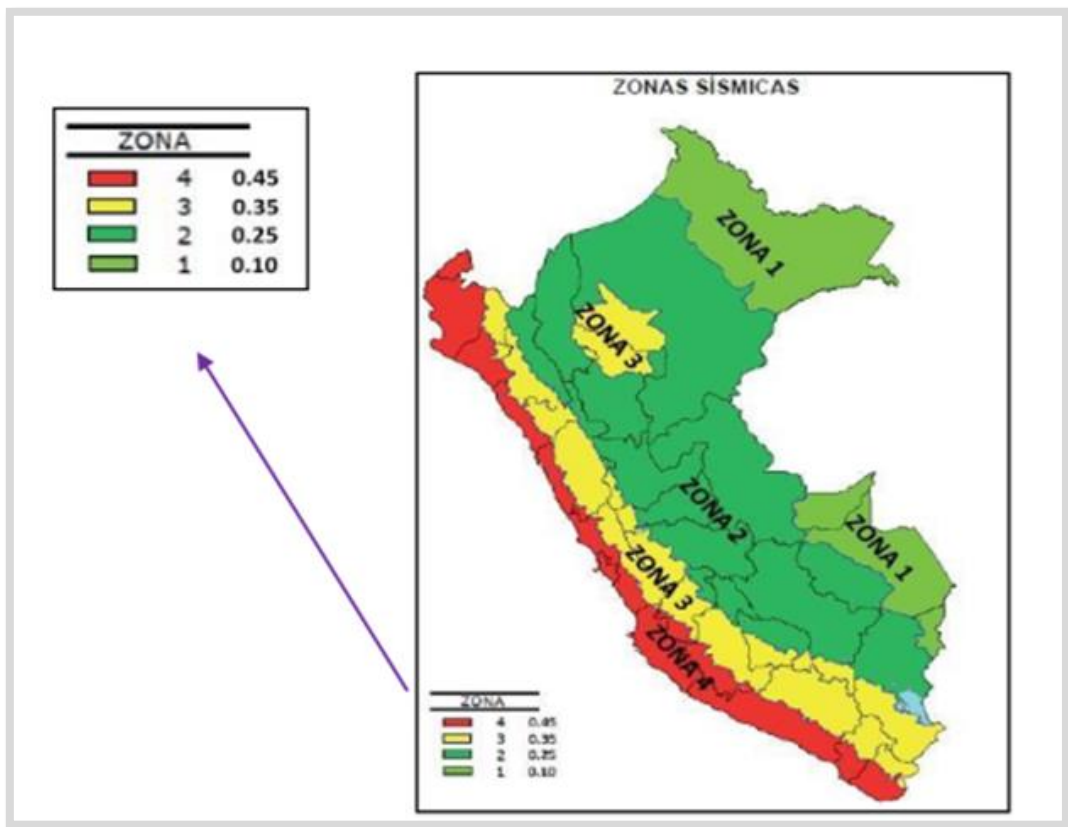 ZONAS SÍSMICAS
ZONA
4 0.45
3 0.35
2 0.25
1 0.10
ZONA 1
ZONA 3
ZONA 2
ZONA 1
ZONA 3
ZONA 4
ZONA
4 0.45
3 0.35
2 0.25
1 0.10